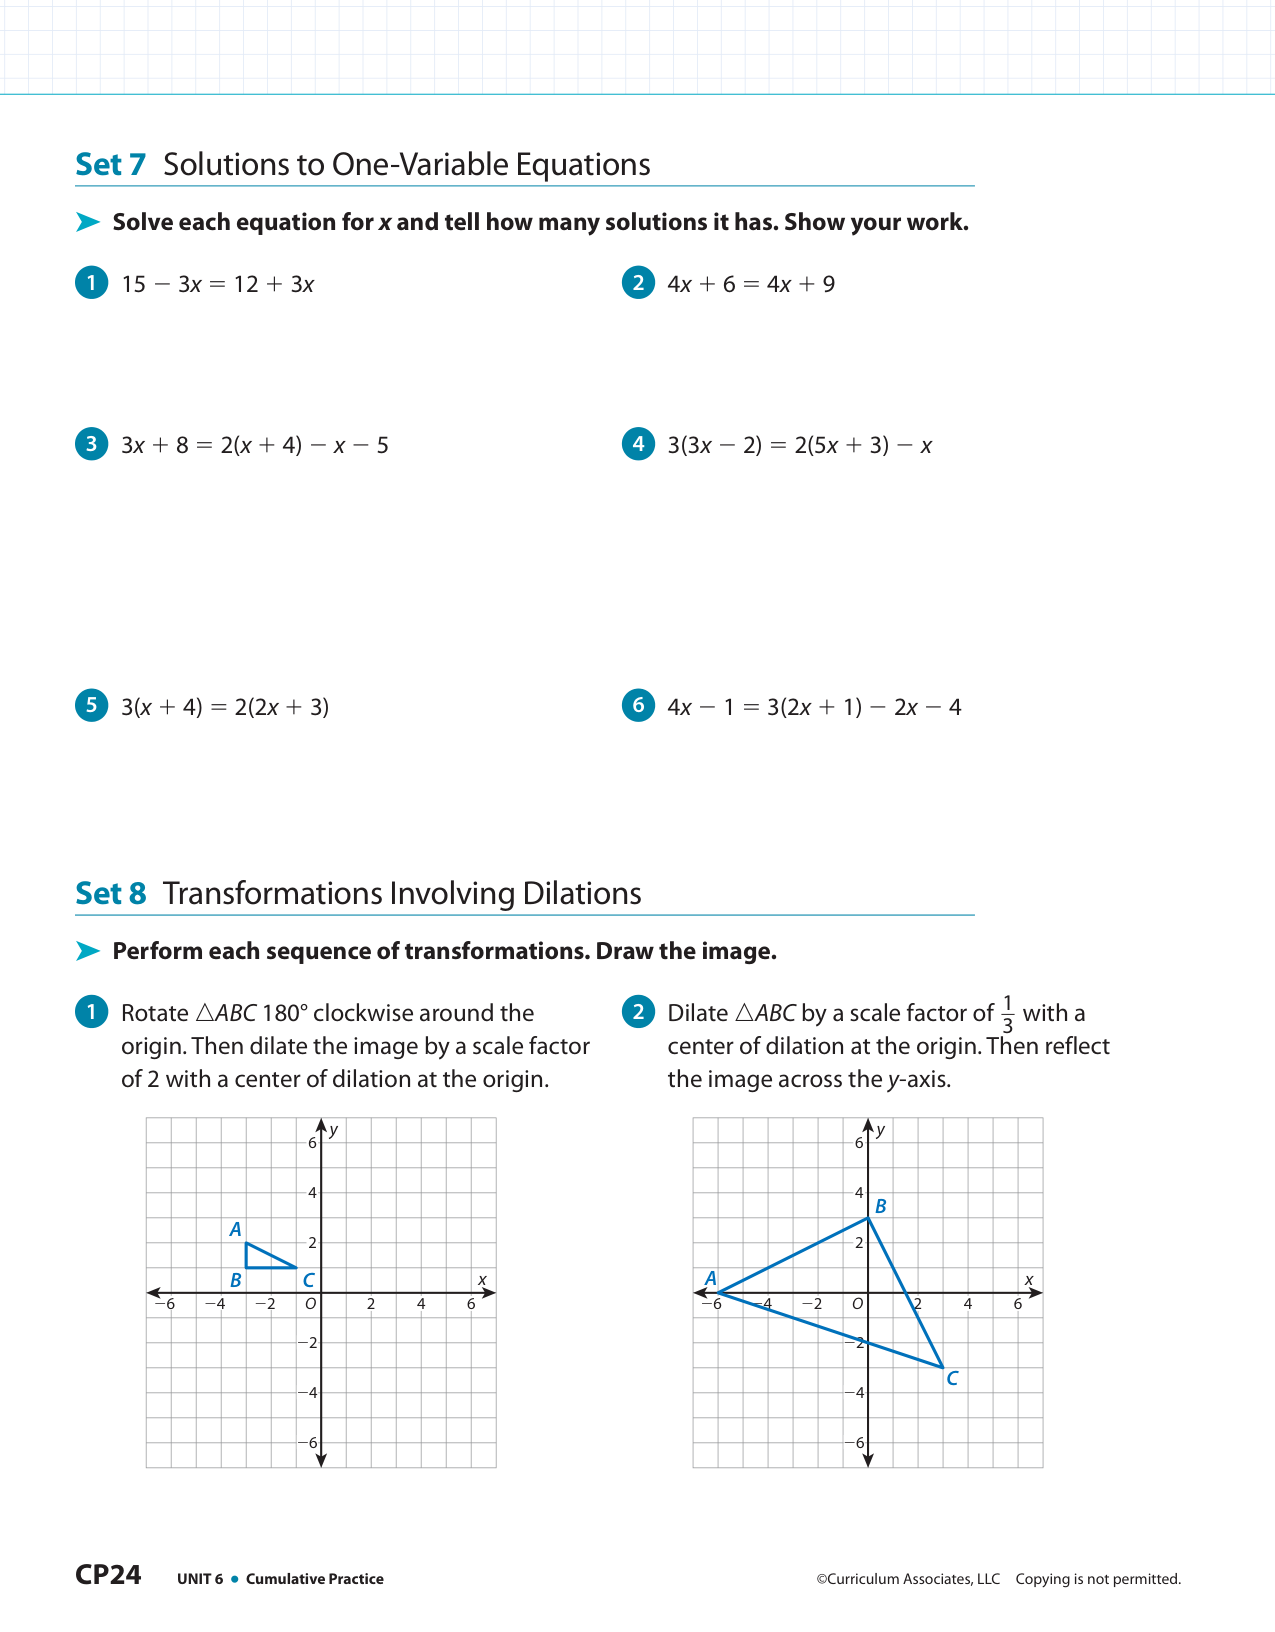 Set 7 Solutions to One-Variable Equations
➤ Solve each equation for x and tell how many solutions it has. Show your work.
1 15 − 3x = 12 + 3x
2 4x + 6 = 4x + 9
3 3x + 8 = 2(x + 4) − x − 5
4 3(3x − 2) = 2(5x + 3) − x
5 3(x + 4) = 2(2x + 3)
6 4x − 1 = 3(2x + 1) − 2x − 4
Set 8 Transformations Involving Dilations
➤ Perform each sequence of transformations. Draw the image.
1 Rotate △ABC 180° clockwise around the
origin. Then dilate the image by a scale factor
of 2 with a center of dilation at the origin.
y
6
4
A
2
B C x
−6 −4 −2 O 2 4 6
−2
−4
−6
2 Dilate △ABC by a scale factor of 1/3 with a
center of dilation at the origin. Then reflect
the image across the y-axis.
y
6
4
B
2
A x
−6 −4 −2 O 2 4 6
−2
C
−4
−6
CP24 UNIT 6 • Cumulative Practice ©Curriculum Associates, LLC Copying is not permitted.